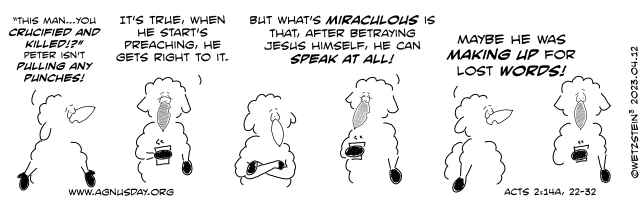 "THIS MAN...YOU
CRUCIFIED AND
KILLED!?"
PETER ISN'T
PULLING ANY
PUNCHES!
IT'S TRUE, WHEN
HE START'S
PREACHING, HE
GETS RIGHT TO IT.
BUT WHAT'S MIRACULOUS IS
THAT, AFTER BETRAYING
JESUS HIMSELF, HE CAN
SPEAK AT ALL!
MAYBE HE WAS
MAKING UP FOR
LOST WORDS!
WWW.AGNUSDAY.ORG
ACTS 2:14A, 22-32
©WETZSTEIN³ 2023.04.12